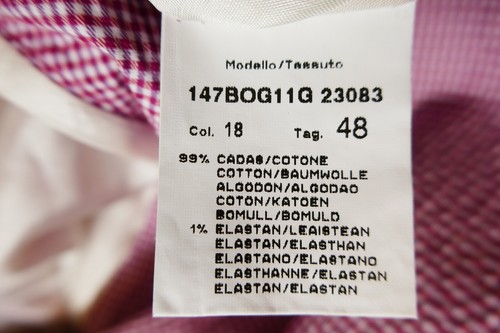 Modello/Tessuto
147BOG11G 23083
Col. 18 Tag. 48
99% CADAS/COTONE
COTTON/BAUMWOLLE
ALGODON/ALGODAO
COTON/KATOEN
BOMULL/BOMULD
1% ELASTAN/LEAISTEAN
ELASTAN/ELASTHAN
ELASTANO/ELASTANO
ELASTHANNE/ELASTAN
ELASTAN/ELASTAN